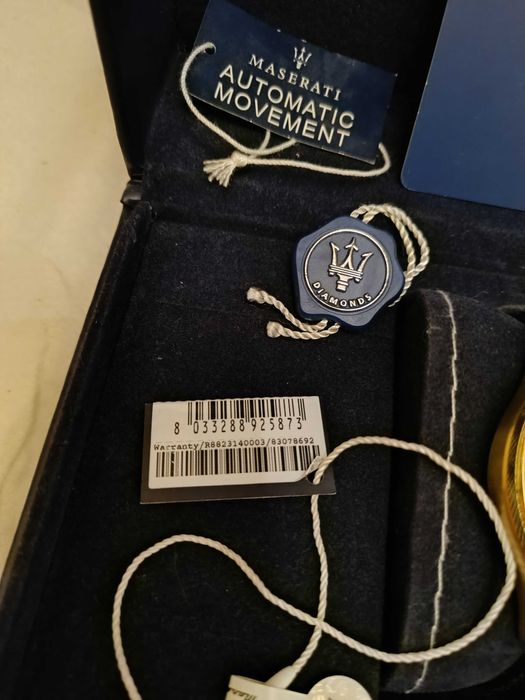 MASERATI
AUTOMATIC
MOVEMENT
DIAMONDS
8 033288 925873
Warranty/R8823140003/83078692